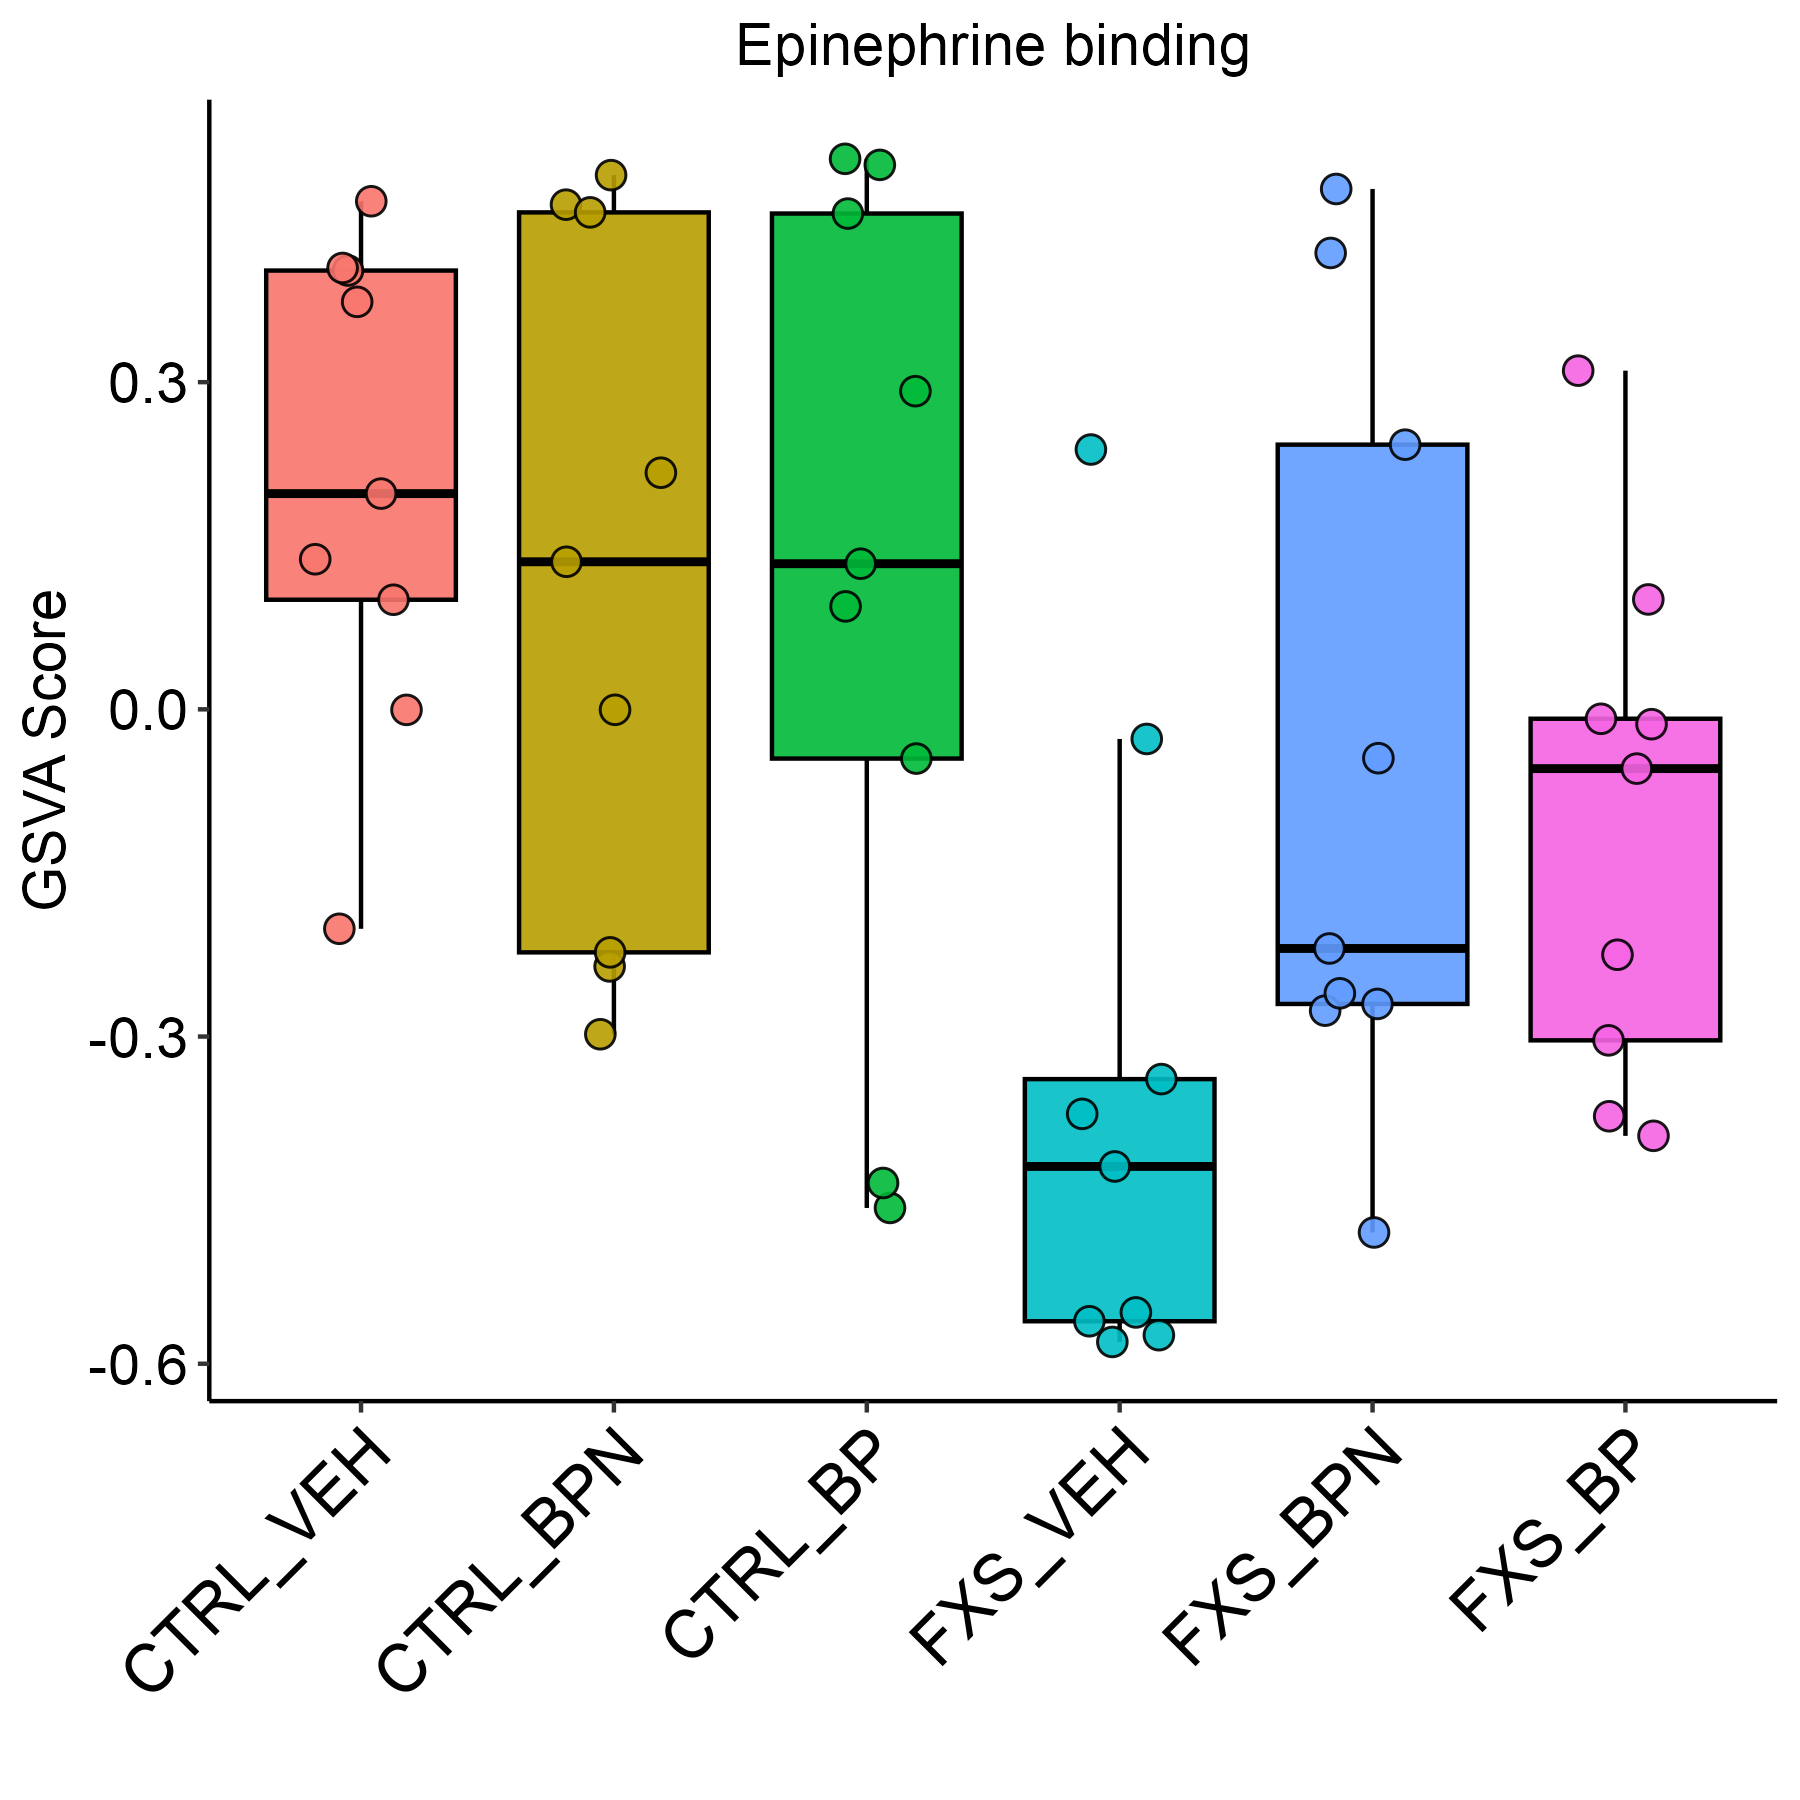 Epinephrine binding
GSVA Score
0.3
0.0
-0.3
-0.6
CTRL_VEH
CTRL_BPN
CTRL_BP
FXS_VEH
FXS_BPN
FXS_BP